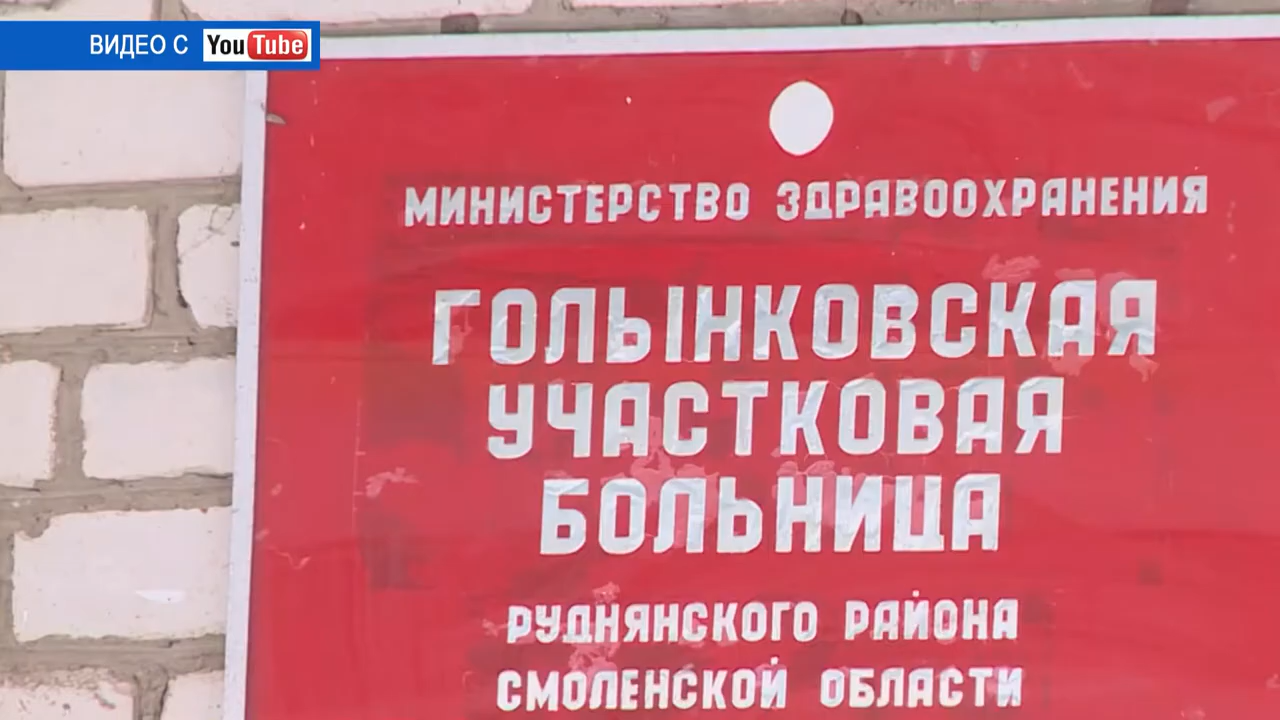 ВИДЕО С YouTube
МИНИСТЕРСТВО ЗДРАВООХРАНЕНИЯ
ГОЛЫНКОВСКАЯ
УЧАСТКОВАЯ
БОЛЬНИЦА
РУДНЯНСКОГО РАЙОНА
СМОЛЕНСКОЙ ОБЛАСТИ